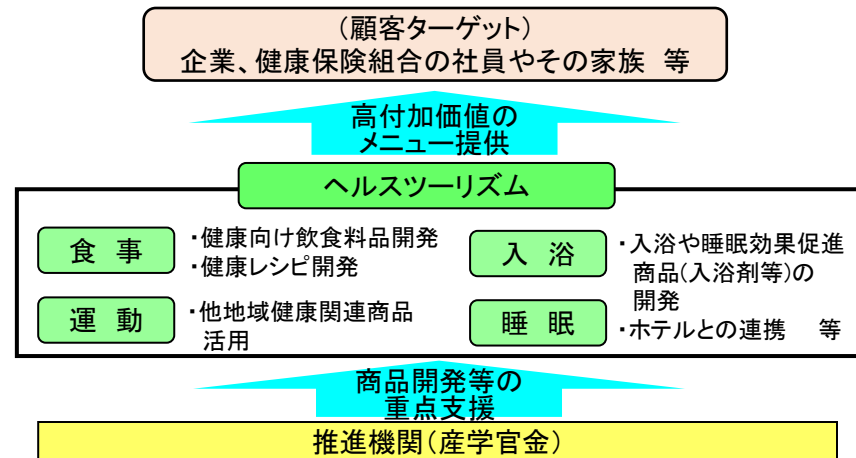 (顧客ターゲット)
企業、健康保険組合の社員やその家族 等
高付加価値の
メニュー提供
ヘルスツーリズム
食 事
・健康向け飲食料品開発
・健康レシピ開発
運 動
・他地域健康関連商品
活用
入 浴
・入浴や睡眠効果促進
商品(入浴剤等)の
開発
睡 眠
・ホテルとの連携 等
商品開発等の
重点支援
推進機関(産学官金)